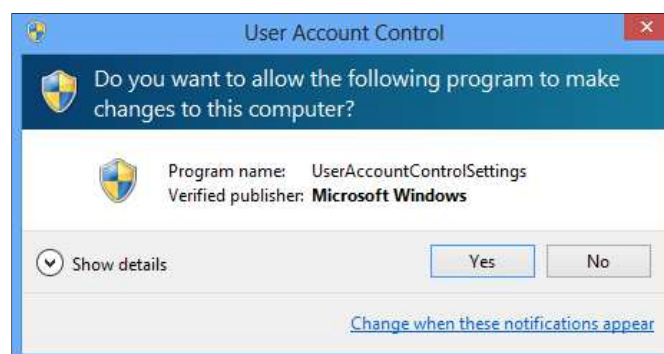 User Account Control
Do you want to allow the following program to make
changes to this computer?
Program name: UserAccountControlSettings
Verified publisher: Microsoft Windows
Show details
Yes
No
Change when these notifications appear